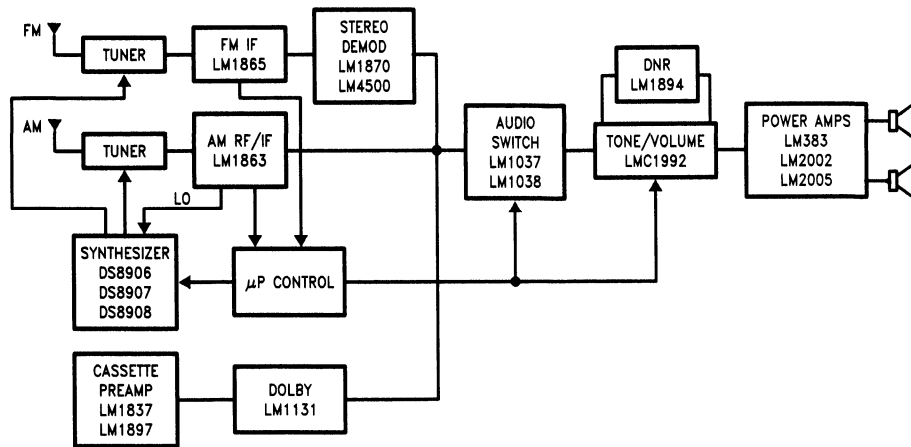 FM
TUNER
FM IF
LM1865
STEREO
DEMOD
LM1870
LM4500
AM
TUNER
AM RF/IF
LM1863
LO
SYNTHESIZER
DS8906
DS8907
DS8908
μP CONTROL
CASSETTE
PREAMP
LM1837
LM1897
DOLBY
LM1131
AUDIO
SWITCH
LM1037
LM1038
DNR
LM1894
TONE/VOLUME
LMC1992
POWER AMPS
LM383
LM2002
LM2005